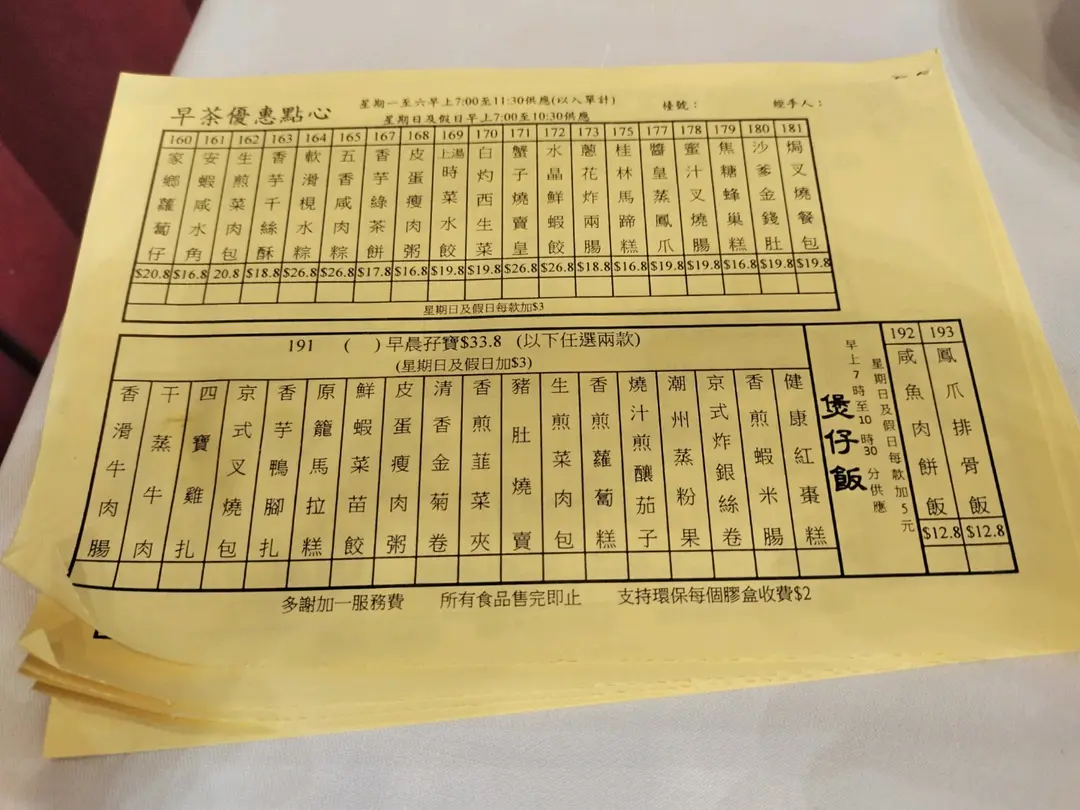 早茶優惠點心
星期一至六早上7:00至11:30供應(以入單計)
星期日及假日早上7:00至10:30供應
檯號：
經手人：
160 家鄉蘿蔔仔 $20.8
161 安蝦咸水角 $16.8
162 生煎菜肉包 20.8
163 香芋千絲酥 $18.8
164 軟滑梘水粽 $26.8
165 五香咸肉粽 $26.8
167 香芋綠茶餅 $17.8
168 皮蛋瘦肉粥 $16.8
169 上湯時菜水餃 $19.8
170 白灼西生菜 $19.8
171 蟹子燒賣皇 $26.8
172 水晶鮮蝦餃 $26.8
173 蔥花炸兩腸 $18.8
175 桂林馬蹄糕 $16.8
177 醬皇蒸鳳爪 $19.8
178 蜜汁叉燒腸 $19.8
179 焦糖蜂巢糕 $16.8
180 沙爹金錢肚 $19.8
181 焗叉燒餐包 $19.8
星期日及假日每款加$3
191 ( )早晨孖寶$33.8 (以下任選兩款)
(星期日及假日加$3)
香滑牛肉腸
干蒸牛肉
四寶雞扎
京式叉燒包
香芋鴨腳扎
原籠馬拉糕
鮮蝦菜苗餃
皮蛋瘦肉粥
清香金菊卷
香煎韮菜夾
豬肚燒賣
生煎菜肉包
香煎蘿蔔糕
燒汁煎釀茄子
潮州蒸粉果
京式炸銀絲卷
香煎蝦米腸
健康紅棗糕
煲仔飯
早上7時至10時30分供應
星期日及假日每款加5元
192 咸魚肉餅飯 $12.8
193 鳳爪排骨飯 $12.8
多謝加一服務費 所有食品售完即止 支持環保每個膠盒收費$2